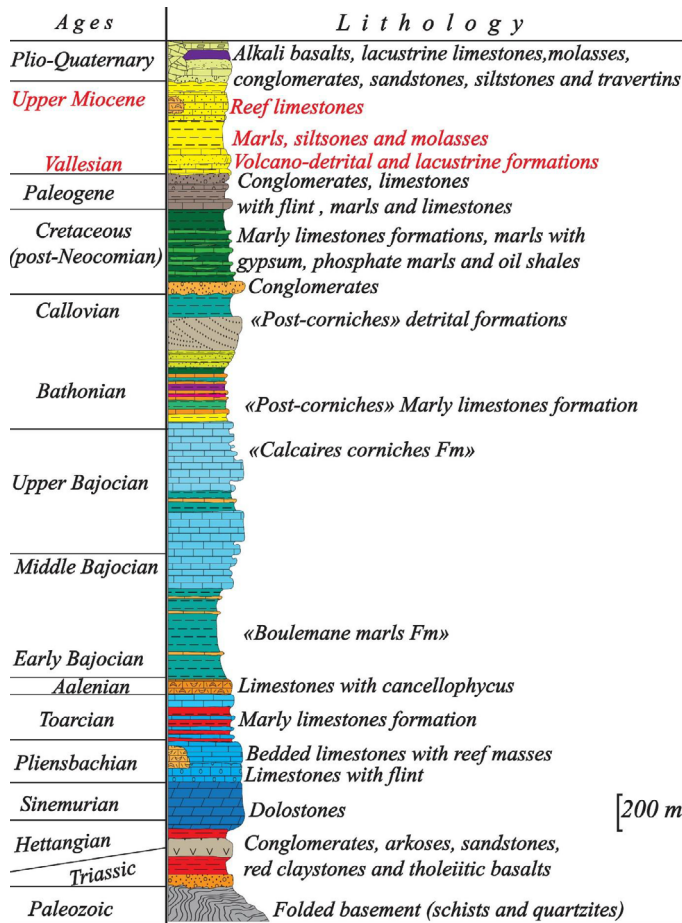 Ages Lithology
Plio-Quaternary Alkali basalts, lacustrine limestones,molasses,
conglomerates, sandstones, siltstones and travertins
Upper Miocene Reef limestones
Marls, siltsones and molasses
Vallesian Volcano-detrital and lacustrine formations
Paleogene Conglomerates, limestones
with flint , marls and limestones
Cretaceous
(post-Neocomian) Marly limestones formations, marls with
gypsum, phosphate marls and oil shales
Conglomerates
Callovian «Post-corniches» detrital formations
Bathonian «Post-corniches» Marly limestones formation
«Calcaires corniches Fm»
Upper Bajocian
Middle Bajocian
«Boulemane marls Fm»
Early Bajocian
Aalenian Limestones with cancellophycus
Toarcian Marly limestones formation
Pliensbachian Bedded limestones with reef masses
Limestones with flint
Sinemurian Dolostones
200 m
Hettangian Conglomerates, arkoses, sandstones,
red claystones and tholeiitic basalts
Triassic
Paleozoic Folded basement (schists and quartzites)